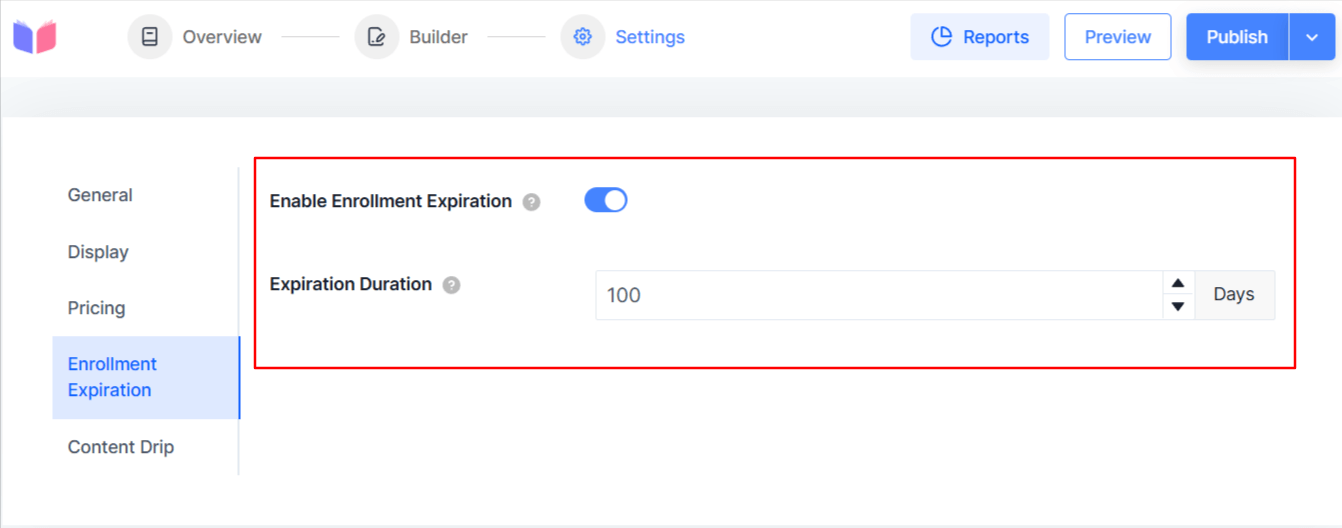 Overview Builder Settings Reports Preview Publish
General
Display
Pricing
Enrollment
Expiration
Content Drip
Enable Enrollment Expiration ?
Expiration Duration ? 100 Days